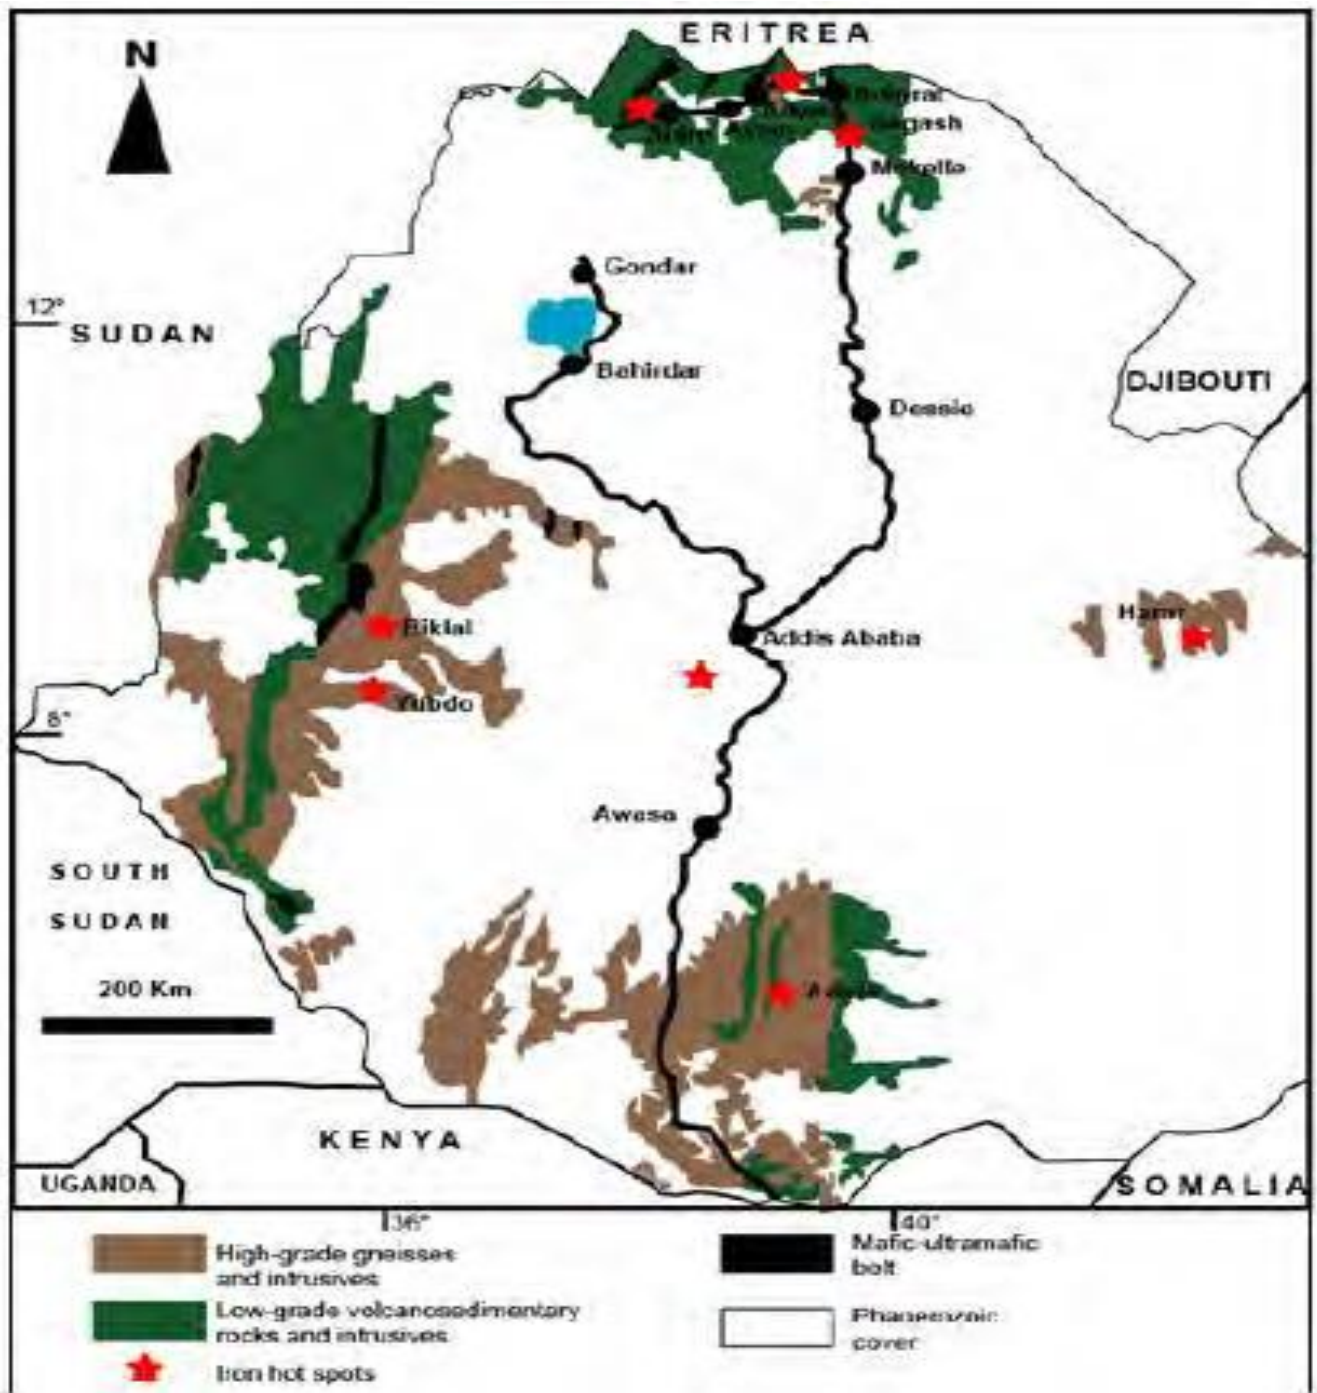 ERITREA
N
Mekelle
Gondar
12°
SUDAN
Bahirdar
DJIBOUTI
Dessie
Hamir
Biklal
Addis Ababa
Yubdo
8°
Awasa
SOUTH
SUDAN
200 Km
KENYA
UGANDA
SOMALIA
36°
40°
High-grade gneisses
and intrusives
Mafic-ultramafic
belt
Low-grade volcanosedimentary
rocks and intrusives
Phanerozoic
cover
Iron hot spots